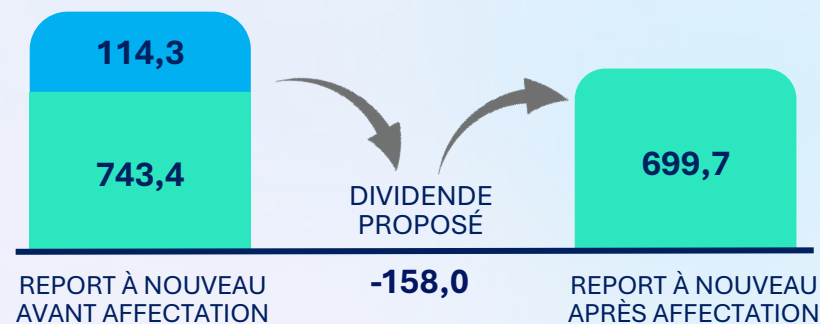 114,3
743,4
REPORT À NOUVEAU
AVANT AFFECTATION
DIVIDENDE
PROPOSÉ
-158,0
699,7
REPORT À NOUVEAU
APRÈS AFFECTATION